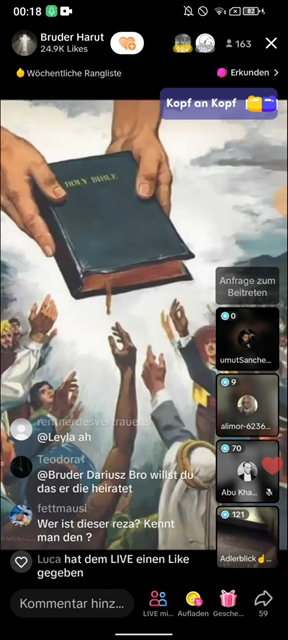 00:18
82
Bruder Harut
24.9K Likes
163
Wöchentliche Rangliste
Erkunden >
Kopf an Kopf
HOLY BIBLE
Anfrage zum
Beitreten
0
umutSanche...
9
alimor-6236...
70
Abu Kha...
121
Adlerblick☝...
rentnerdesvertrauens
@Leyla ah
Teodora
@Bruder Dariusz Bro willst du
das er die heiratet
fettmausi
Wer ist dieser reza? Kennt
man den ?
Luca hat dem LIVE einen Like
gegeben
Kommentar hinz...
LIVE mi...
Aufladen
Gesche...
59